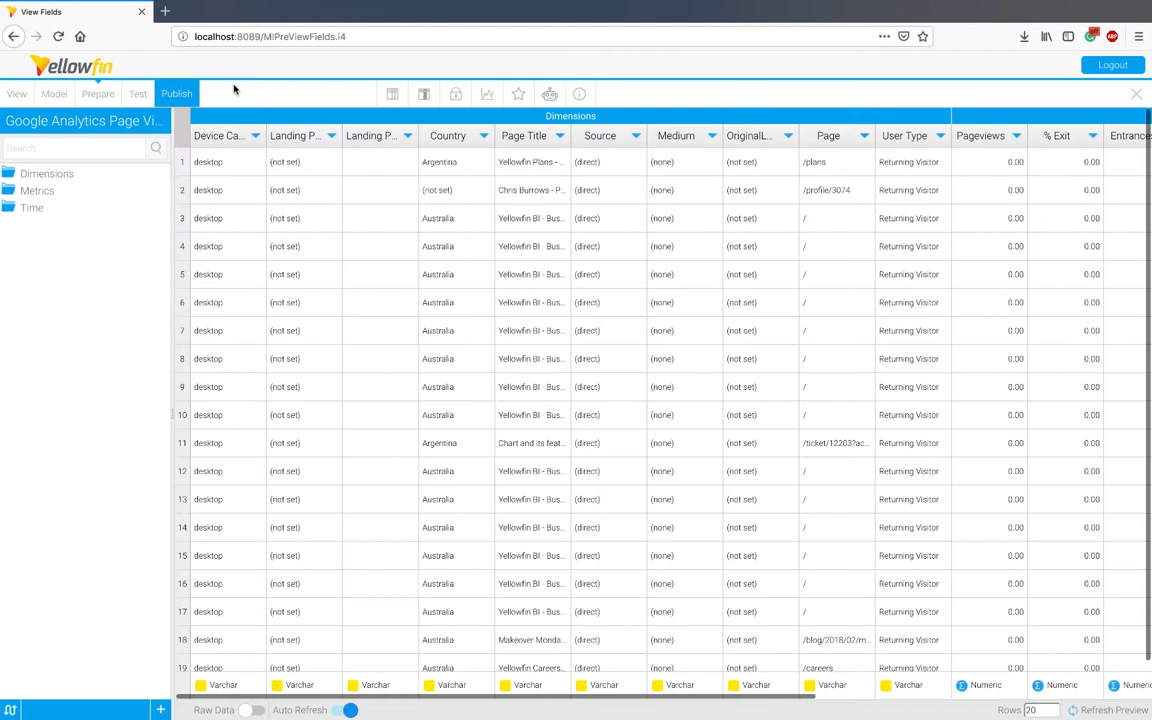 View Fields
localhost:8089/MIPreViewFields.i4
off
ABP
Yellowfin
Logout
View Model Prepare Test Publish
Google Analytics Page Vi...
Search
Dimensions
Metrics
Time
Dimensions
Device Ca... Landing P... Landing P... Country Page Title Source Medium OriginalL... Page User Type Pageviews % Exit Entrance
1 desktop (not set) Argentina Yellowfin Plans - .. (direct) (none) (not set) /plans Returning Visitor 0.00 0.00
2 desktop (not set) (not set) Chris Burrows - P... (direct) (none) (not set) /profile/3074 Returning Visitor 0.00 0.00
3 desktop (not set) Australia Yellowfin BI - Bus... (direct) (none) (not set) / Returning Visitor 0.00 0.00
4 desktop (not set) Australia Yellowfin BI - Bus... (direct) (none) (not set) / Returning Visitor 0.00 0.00
5 desktop (not set) Australia Yellowfin BI - Bus... (direct) (none) (not set) / Returning Visitor 0.00 0.00
6 desktop (not set) Australia Yellowfin BI - Bus... (direct) (none) (not set) / Returning Visitor 0.00 0.00
7 desktop (not set) Australia Yellowfin BI - Bus... (direct) (none) (not set) / Returning Visitor 0.00 0.00
8 desktop (not set) Australia Yellowfin BI - Bus... (direct) (none) (not set) / Returning Visitor 0.00 0.00
9 desktop (not set) Australia Yellowfin BI - Bus... (direct) (none) (not set) / Returning Visitor 0.00 0.00
10 desktop (not set) Australia Yellowfin BI - Bus... (direct) (none) (not set) / Returning Visitor 0.00 0.00
11 desktop (not set) Argentina Chart and its feat... (direct) (none) (not set) /ticket/12203?ac... Returning Visitor 0.00 0.00
12 desktop (not set) Australia Yellowfin BI - Bus... (direct) (none) (not set) / Returning Visitor 0.00 0.00
13 desktop (not set) Australia Yellowfin BI - Bus... (direct) (none) (not set) / Returning Visitor 0.00 0.00
14 desktop (not set) Australia Yellowfin BI - Bus... (direct) (none) (not set) / Returning Visitor 0.00 0.00
15 desktop (not set) Australia Yellowfin BI - Bus... (direct) (none) (not set) / Returning Visitor 0.00 0.00
16 desktop (not set) Australia Yellowfin BI - Bus... (direct) (none) (not set) / Returning Visitor 0.00 0.00
17 desktop (not set) Australia Yellowfin BI - Bus... (direct) (none) (not set) / Returning Visitor 0.00 0.00
18 desktop (not set) Australia Makeover Monda... (direct) (none) (not set) /blog/2018/02/m... Returning Visitor 0.00 0.00
19 desktop (not set) Australia Yellowfin Careers... (direct) (none) (not set) /careers Returning Visitor 0.00 0.00
Varchar Varchar Varchar Varchar Varchar Varchar Varchar Varchar Varchar Varchar Numeric Numeric Numeri
Raw Data Auto Refresh Rows 20 Refresh Preview